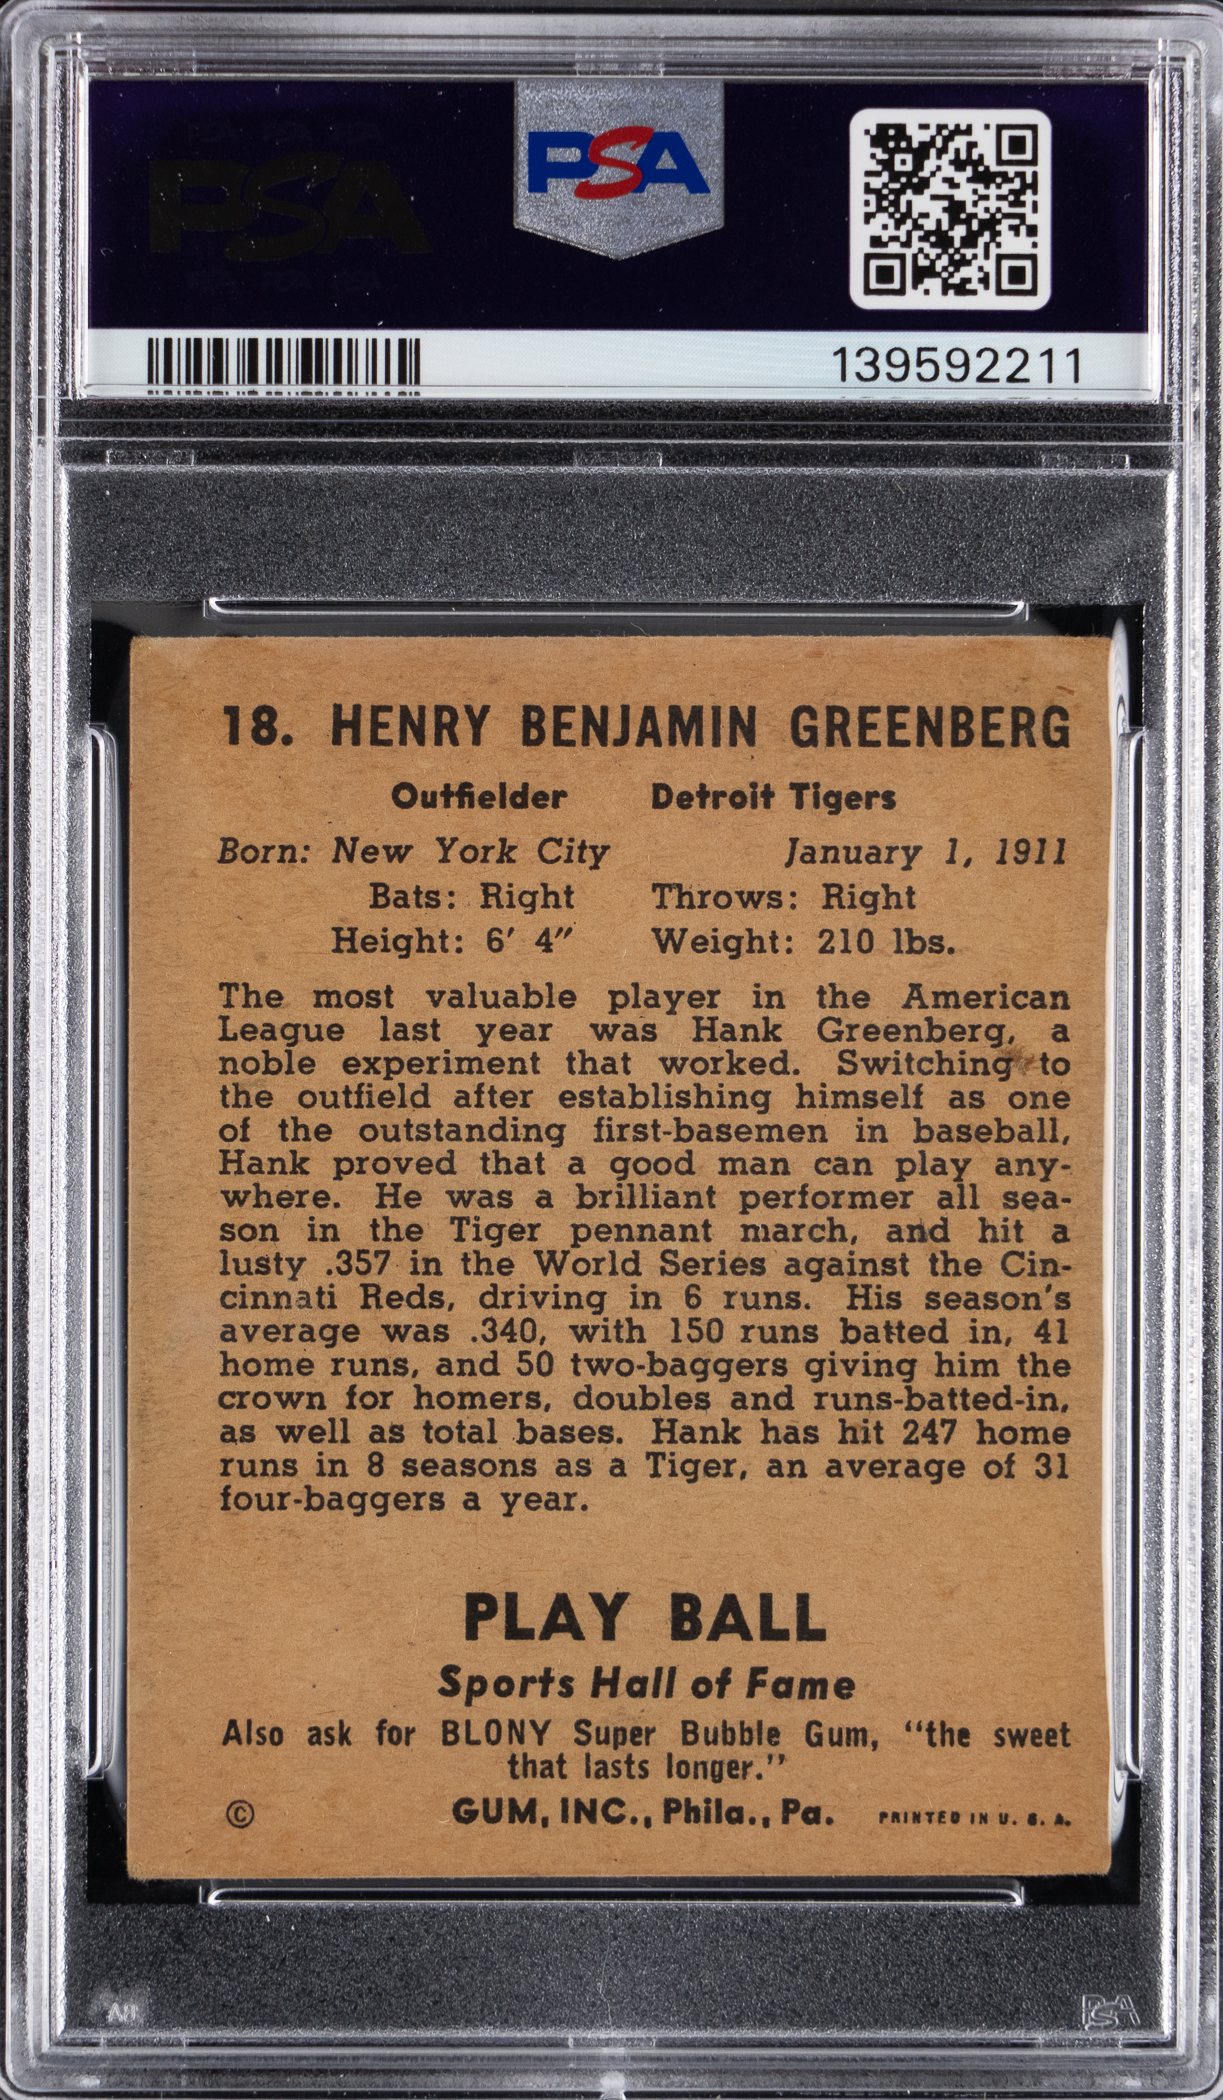 PSA
PSA
139592211
18. HENRY BENJAMIN GREENBERG
Outfielder Detroit Tigers
Born: New York City January 1, 1911
Bats: Right Throws: Right
Height: 6' 4" Weight: 210 lbs.
The most valuable player in the American
League last year was Hank Greenberg, a
noble experiment that worked. Switching to
the outfield after establishing himself as one
of the outstanding first-basemen in baseball,
Hank proved that a good man can play any-
where. He was a brilliant performer all sea-
son in the Tiger pennant march, and hit a
lusty .357 in the World Series against the Cin-
cinnati Reds, driving in 6 runs. His season's
average was .340, with 150 runs batted in, 41
home runs, and 50 two-baggers giving him the
crown for homers, doubles and runs-batted-in,
as well as total bases. Hank has hit 247 home
runs in 8 seasons as a Tiger, an average of 31
four-baggers a year.
PLAY BALL
Sports Hall of Fame
Also ask for BLONY Super Bubble Gum, "the sweet
that lasts longer."
© GUM, INC., Phila., Pa. PRINTED IN U. S. A.
PSA